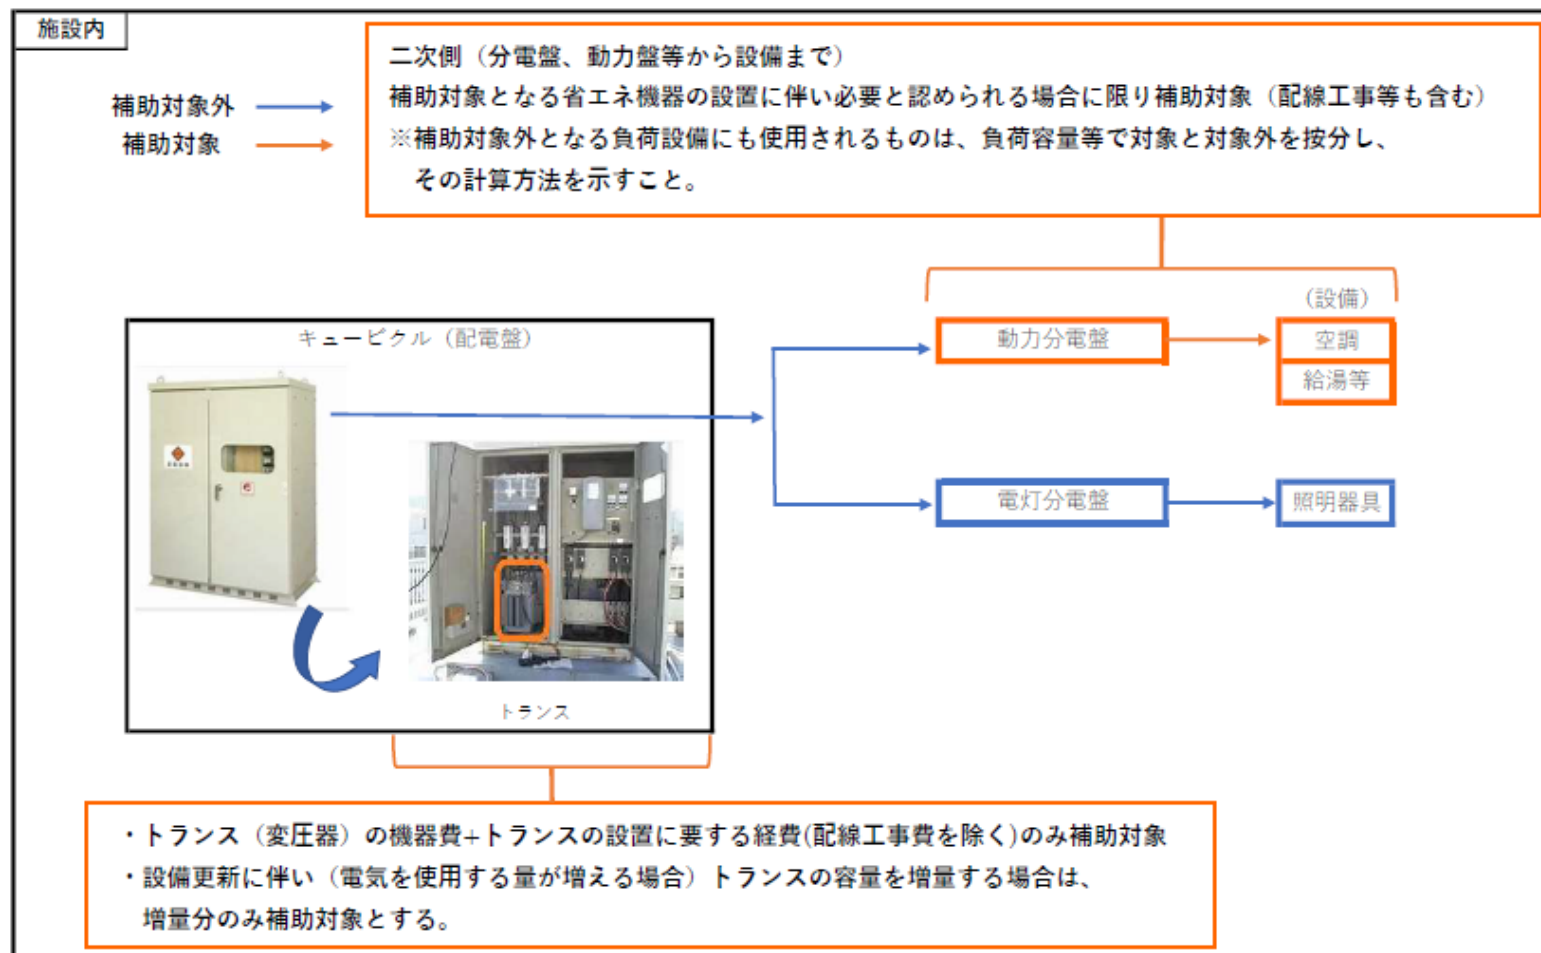 施設内
補助対象外
補助対象
二次側（分電盤、動力盤等から設備まで）
補助対象となる省エネ機器の設置に伴い必要と認められる場合に限り補助対象（配線工事等も含む）
※補助対象外となる負荷設備にも使用されるものは、負荷容量等で対象と対象外を按分し、
その計算方法を示すこと。
（設備）
キュービクル（配電盤）
動力分電盤
空調
給湯等
電灯分電盤
照明器具
トランス
・トランス（変圧器）の機器費+トランスの設置に要する経費(配線工事費を除く)のみ補助対象
・設備更新に伴い（電気を使用する量が増える場合）トランスの容量を増量する場合は、
増量分のみ補助対象とする。